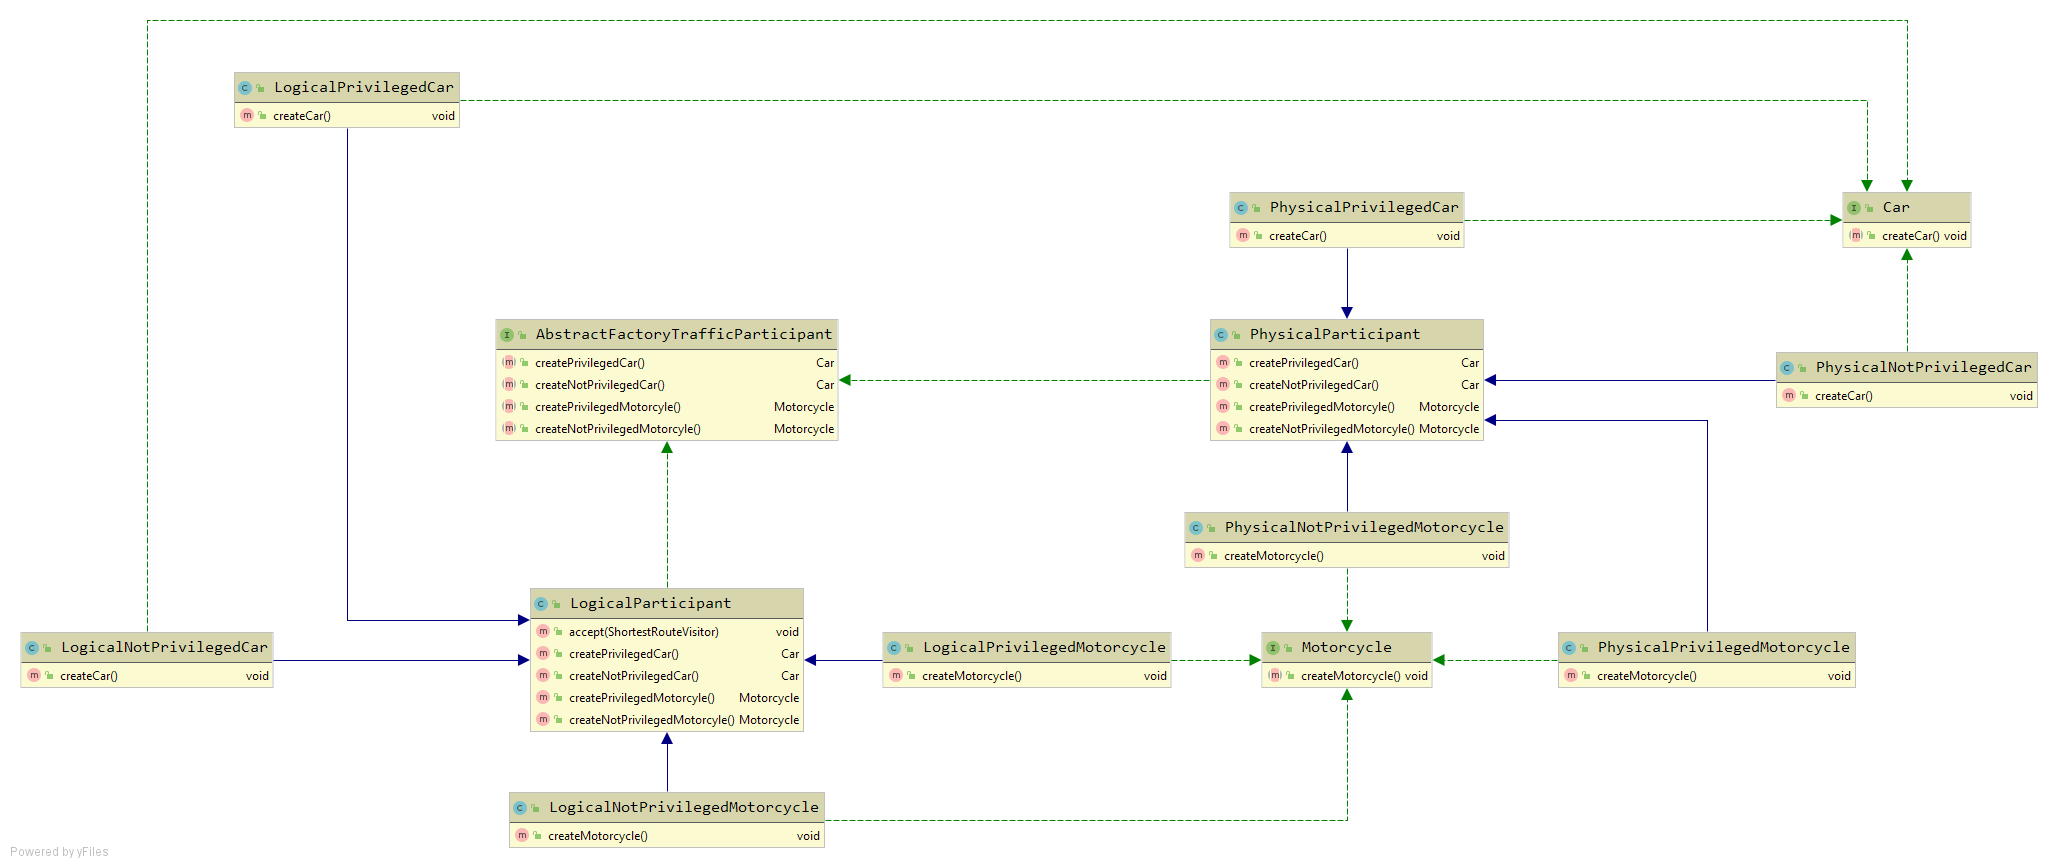 LogicalPrivilegedCar
createCar() void
PhysicalPrivilegedCar
createCar() void
Car
createCar() void
AbstractFactoryTrafficParticipant
createPrivilegedCar() Car
createNotPrivilegedCar() Car
createPrivilegedMotorcyle() Motorcycle
createNotPrivilegedMotorcyle() Motorcycle
PhysicalParticipant
createPrivilegedCar() Car
createNotPrivilegedCar() Car
createPrivilegedMotorcyle() Motorcycle
createNotPrivilegedMotorcyle() Motorcycle
PhysicalNotPrivilegedCar
createCar() void
PhysicalNotPrivilegedMotorcycle
createMotorcycle() void
LogicalNotPrivilegedCar
createCar() void
LogicalParticipant
accept(ShortestRouteVisitor) void
createPrivilegedCar() Car
createNotPrivilegedCar() Car
createPrivilegedMotorcyle() Motorcycle
createNotPrivilegedMotorcyle() Motorcycle
LogicalPrivilegedMotorcycle
createMotorcycle() void
Motorcycle
createMotorcycle() void
PhysicalPrivilegedMotorcycle
createMotorcycle() void
LogicalNotPrivilegedMotorcycle
createMotorcycle() void
Powered by yFiles